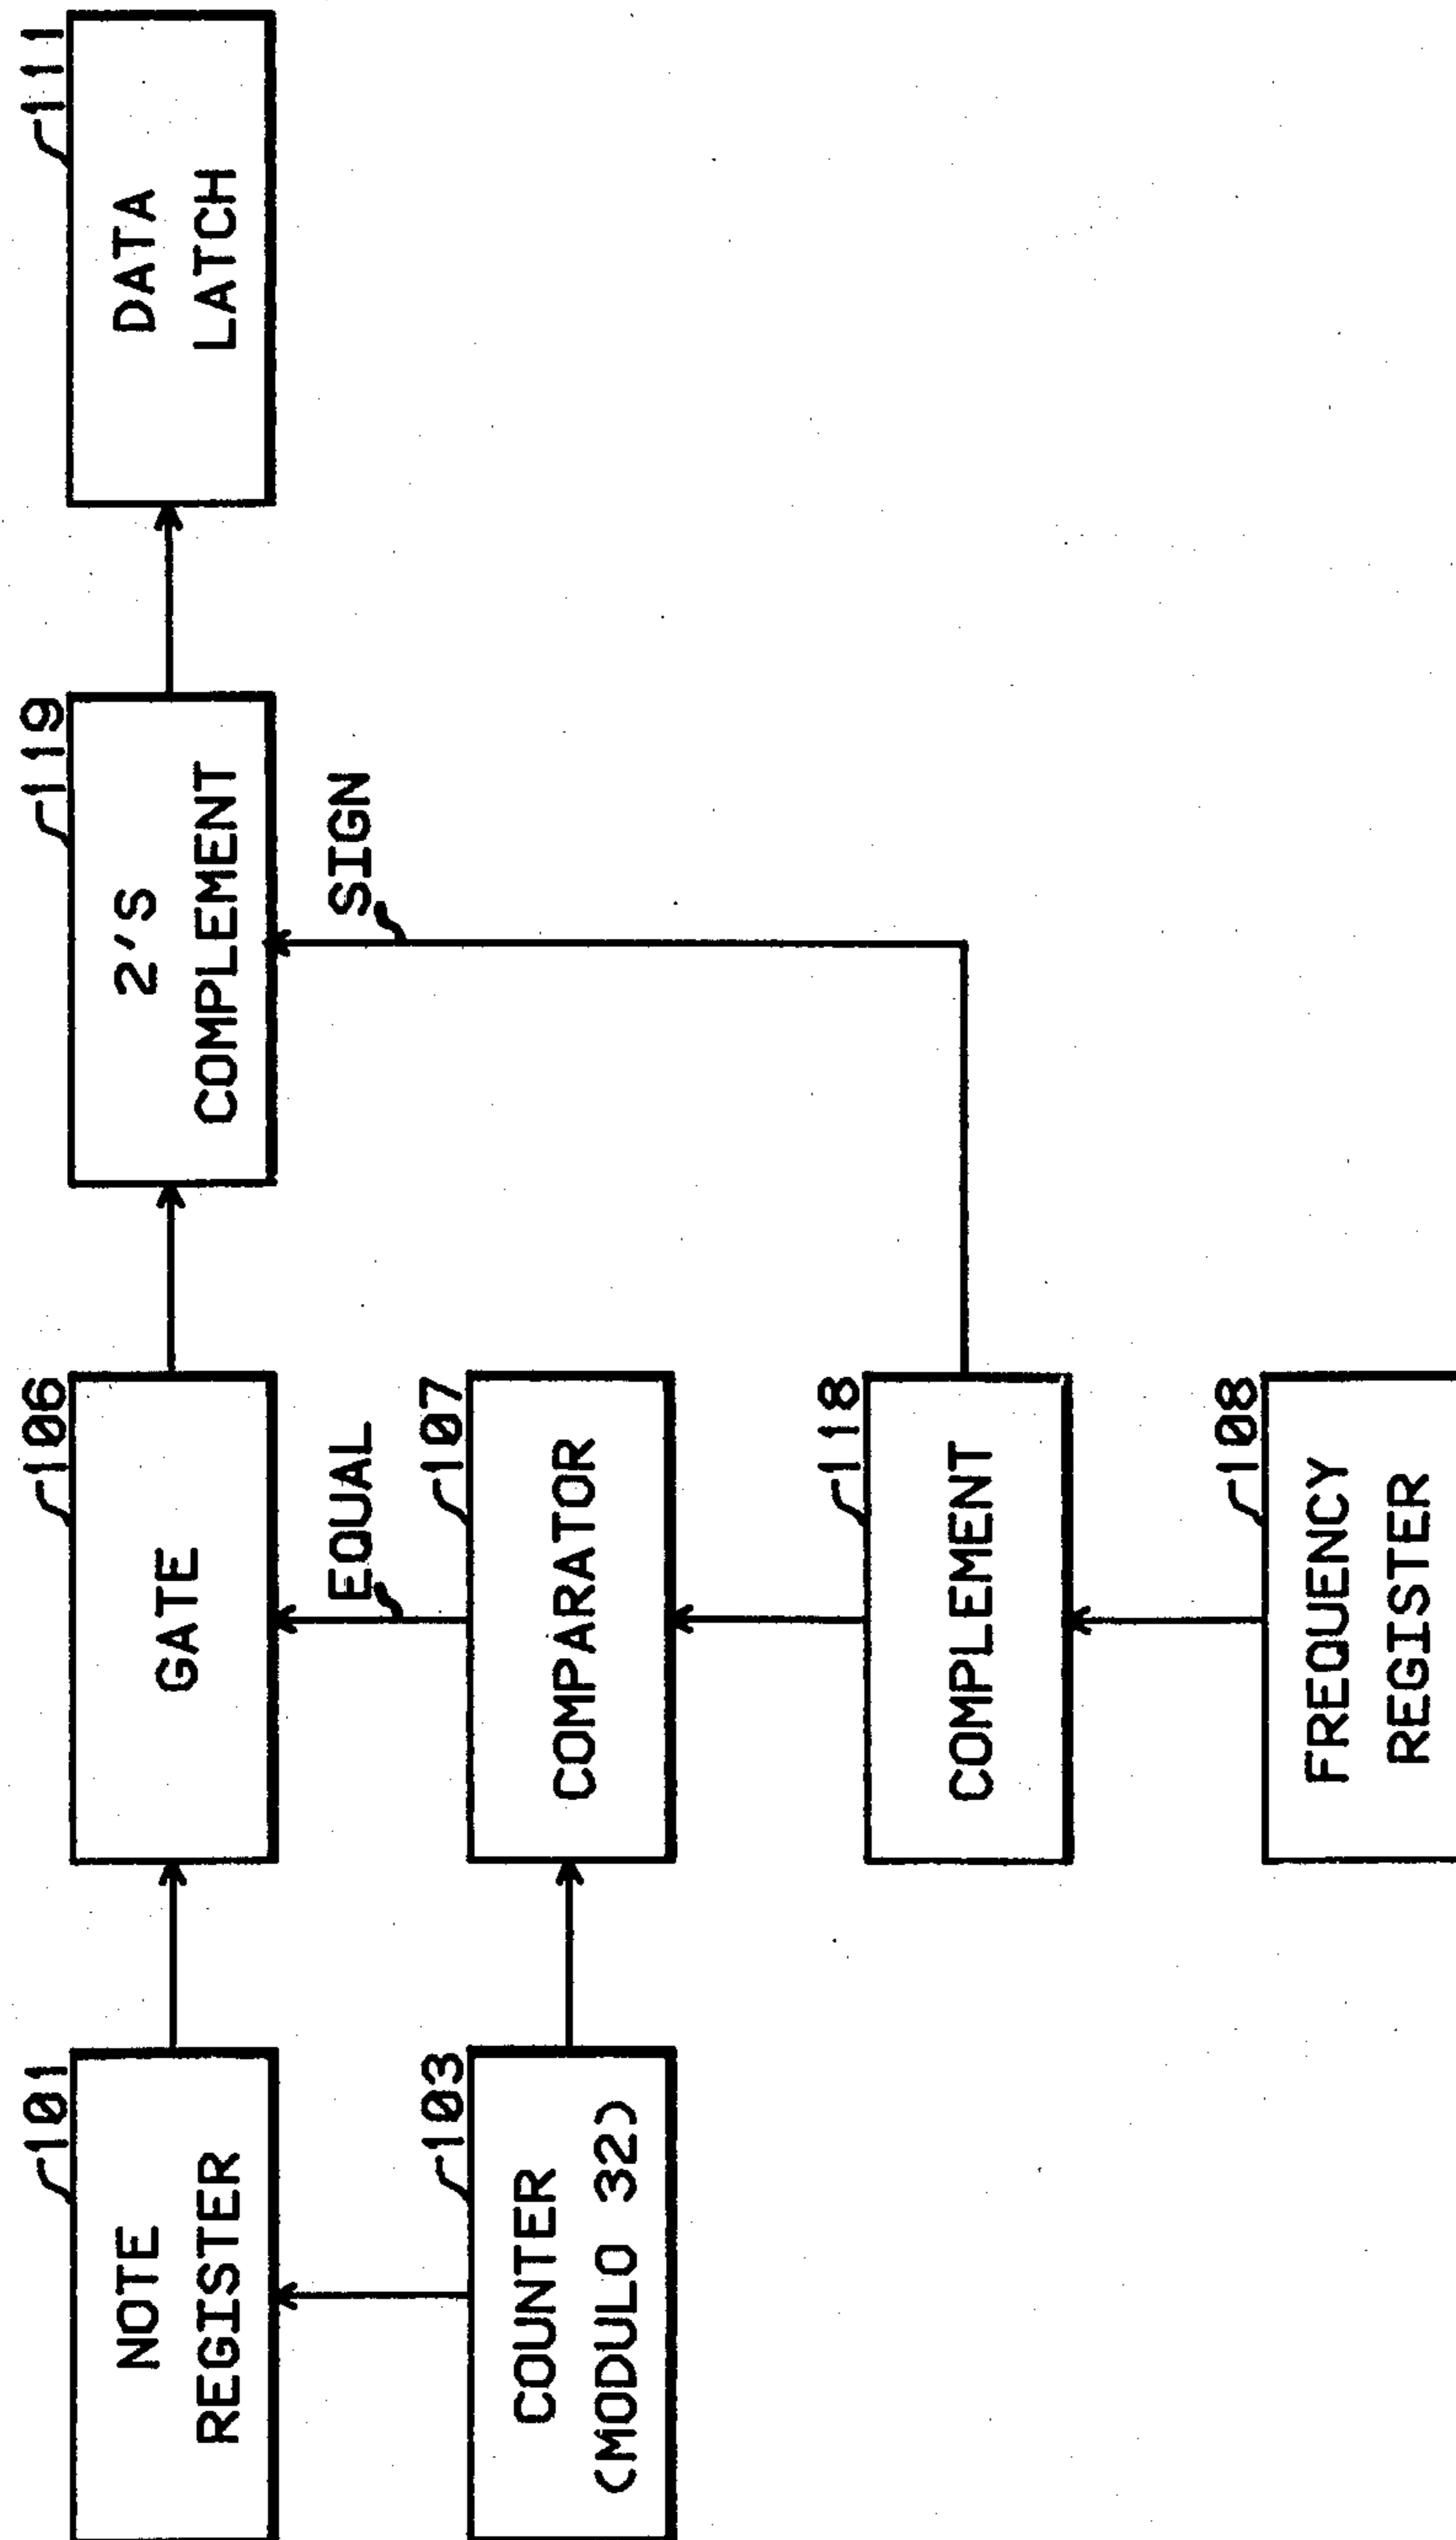 101
NOTE
REGISTER
106
GATE
119
2'S
COMPLEMENT
111
DATA
LATCH
EQUAL
SIGN
103
COUNTER
(MODULO 32)
107
COMPARATOR
118
COMPLEMENT
108
FREQUENCY
REGISTER